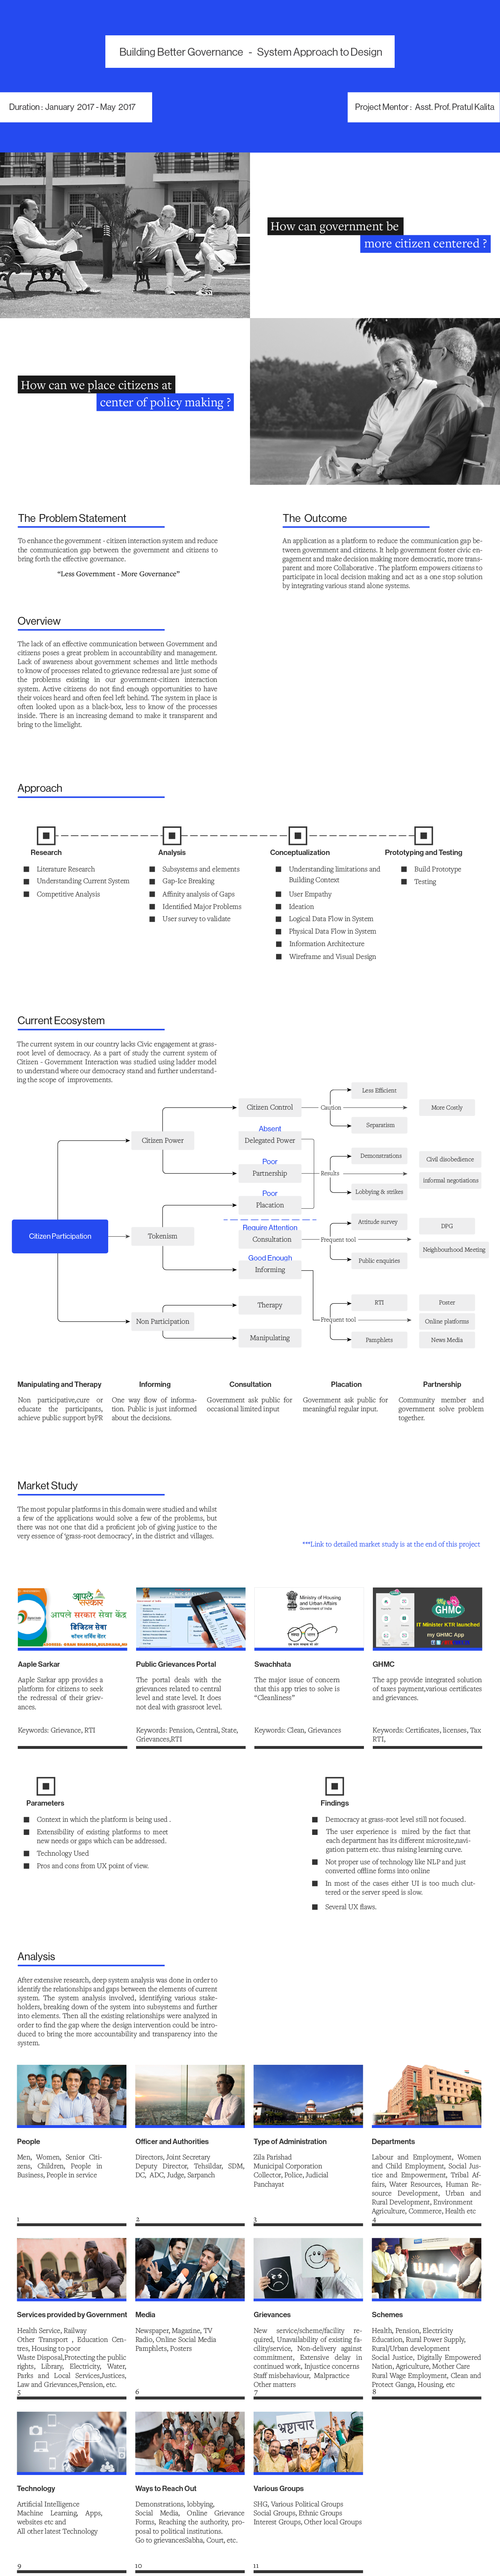 Building Better Governance - System Approach to Design
Duration : January 2017 - May 2017
Project Mentor : Asst. Prof. Pratul Kalita
How can government be
more citizen centered ?
How can we place citizens at
center of policy making ?
The Problem Statement
To enhance the government - citizen interaction system and reduce
the communication gap between the government and citizens to
bring forth the effective governance.
“Less Government - More Governance”
The Outcome
An application as a platform to reduce the communication gap be-
tween government and citizens. It help government foster civic en-
gagement and make decision making more democratic, more trans-
parent and more Collaborative . The platform empowers citizens to
participate in local decision making and act as a one stop solution
by integrating various stand alone systems.
Overview
The lack of an effective communication between Government and
citizens poses a great problem in accountability and management.
Lack of awareness about government schemes and little methods
to know of processes related to grievance redressal are just some of
the problems existing in our government-citizen interaction
system. Active citizens do not find enough opportunities to have
their voices heard and often feel left behind. The system in place is
often looked upon as a black-box, less to know of the processes
inside. There is an increasing demand to make it transparent and
bring to the limelight.
Approach
Research
Literature Research
Understanding Current System
Competitive Analysis
Analysis
Subsystems and elements
Gap-Ice Breaking
Affinity analysis of Gaps
Identified Major Problems
User survey to validate
Conceptualization
Understanding limitations and
Building Context
User Empathy
Ideation
Logical Data Flow in System
Physical Data Flow in System
Information Architecture
Wireframe and Visual Design
Prototyping and Testing
Build Prototype
Testing
Current Ecosystem
The current system in our country lacks Civic engagement at grass-
root level of democracy. As a part of study the current system of
Citizen - Government Interaction was studied using ladder model
to understand where our democracy stand and further understand-
ing the scope of improvements.
Citizen Participation
Citizen Power
Tokenism
Non Participation
Citizen Control
Absent
Delegated Power
Poor
Partnership
Poor
Placation
Require Attention
Consultation
Good Enough
Informing
Therapy
Manipulating
Caution
Results
Frequent tool
Frequent tool
Less Efficient
Separatism
More Costly
Demonstrations
Lobbying & strikes
Civil disobedience
informal negotiations
Attitude survey
Public enquiries
DPG
Neighbourhood Meeting
RTI
Pamphlets
Poster
Online platforms
News Media
Manipulating and Therapy
Non participative,cure or
educate the participants,
achieve public support byPR
Informing
One way flow of informa-
tion. Public is just informed
about the decisions.
Consultation
Government ask public for
occasional limited input
Placation
Government ask public for
meaningful regular input.
Partnership
Community member and
government solve problem
together.
Market Study
The most popular platforms in this domain were studied and whilst
a few of the applications would solve a few of the problems, but
there was not one that did a proficient job of giving justice to the
very essence of ‘grass-root democracy’, in the district and villages.
***Link to detailed market study is at the end of this project
आपले
सरकार
आपले सरकार सेवा केंद्र
डिजिटल सेवा
कॉमन सर्विस सेंटर
Ministry of Housing
and Urban Affairs
Government of India
GHMC
IT Minister KTR launched
my GHMC App
Aaple Sarkar
Aaple Sarkar app provides a
platform for citizens to seek
the redressal of their griev-
ances.
Keywords: Grievance, RTI
Public Grievances Portal
The portal deals with the
grievances related to central
level and state level. It does
not deal with grassroot level.
Keywords: Pension, Central, State,
Grievances,RTI
Swachhata
The major issue of concern
that this app tries to solve is
“Cleanliness”
Keywords: Clean, Grievances
GHMC
The app provide integrated solution
of taxes payment,various certificates
and grievances.
Keywords: Certificates, licenses, Tax
RTI,
Parameters
Context in which the platform is being used .
Extensibility of existing platforms to meet
new needs or gaps which can be addressed.
Technology Used
Pros and cons from UX point of view.
Findings
Democracy at grass-root level still not focused.
The user experience is mixed by the fact that
each department has its different microsite,navi-
gation pattern etc. thus raising learning curve.
Not proper use of technology like NLP and just
converted offline forms into online
In most of the cases either UI is too much clut-
tered or the server speed is slow.
Several UX flaws.
Analysis
After extensive research, deep system analysis was done in order to
identify the relationships and gaps between the elements of current
system. The system analysis involved, identifying various stake-
holders, breaking down of the system into subsystems and further
into elements. Then all the existing relationships were analyzed in
order to find the gap where the design intervention could be intro-
duced to bring the more accountability and transparency into the
system.
People
Men, Women, Senior Citi-
zens, Children, People in
Business, People in service
1
Officer and Authorities
Directors, Joint Secretary
Deputy Director, Tehsildar, SDM,
DC, ADC, Judge, Sarpanch
2
Type of Administration
Zila Parishad
Municipal Corporation
Collector, Police, Judicial
Panchayat
3
Departments
Labour and Employment, Women
and Child Employment, Social Jus-
tice and Empowerment, Tribal Af-
fairs, Water Resources, Human Re-
source Development, Urban and
Rural Development, Environment
Agriculture, Commerce, Health etc
4
Services provided by Government
Health Service, Railway
Other Transport , Education Cen-
tres, Housing to poor
Waste Disposal,Protecting the public
rights, Library, Electricity, Water,
Parks and Local Services,Justices,
Law and Grievances,Pension, etc.
5
Media
Newspaper, Magazine, TV
Radio, Online Social Media
Pamphlets, Posters
6
Grievances
New service/scheme/facility re-
quired, Unavailability of existing fa-
cility/service, Non-delivery against
commitment, Extensive delay in
continued work, Injustice concerns
Staff misbehaviour, Malpractice
Other matters
7
UJALA
Schemes
Health, Pension, Electricity
Education, Rural Power Supply,
Rural/Urban development
Social Justice, Digitally Empowered
Nation, Agriculture, Mother Care
Rural Wage Employment, Clean and
Protect Ganga, Housing, etc
8
Technology
Artificial Intelligence
Machine Learning, Apps,
websites etc and
All other latest Technology
9
Ways to Reach Out
Demonstrations, lobbying,
Social Media, Online Grievance
Forms, Reaching the authority, pro-
posal to political institutions.
Go to grievancesSabha, Court, etc.
10
भ्रष्टाचार
Various Groups
SHG, Various Political Groups
Social Groups, Ethnic Groups
Interest Groups, Other local Groups
11